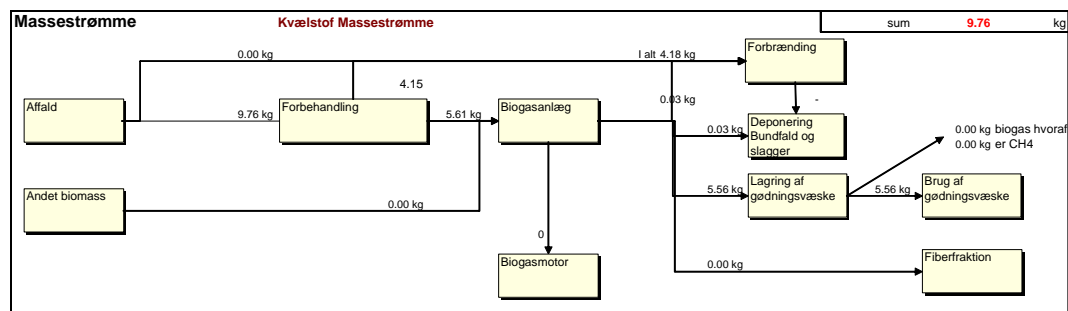 Massestrømme
Kvælstof Massestrømme
sum 9.76 kg
0.00 kg
I alt 4.18 kg
Forbrænding
4.15
Affald
9.76 kg
Forbehandling
5.61 kg
Biogasanlæg
0.03 kg
-
0.03 kg
Deponering
Bundfald og
slagger
0.00 kg biogas hvoraf
0.00 kg er CH4
Andet biomass
0.00 kg
5.56 kg
Lagring af
gødningsvæske
5.56 kg
Brug af
gødningsvæske
0
Biogasmotor
0.00 kg
Fiberfraktion